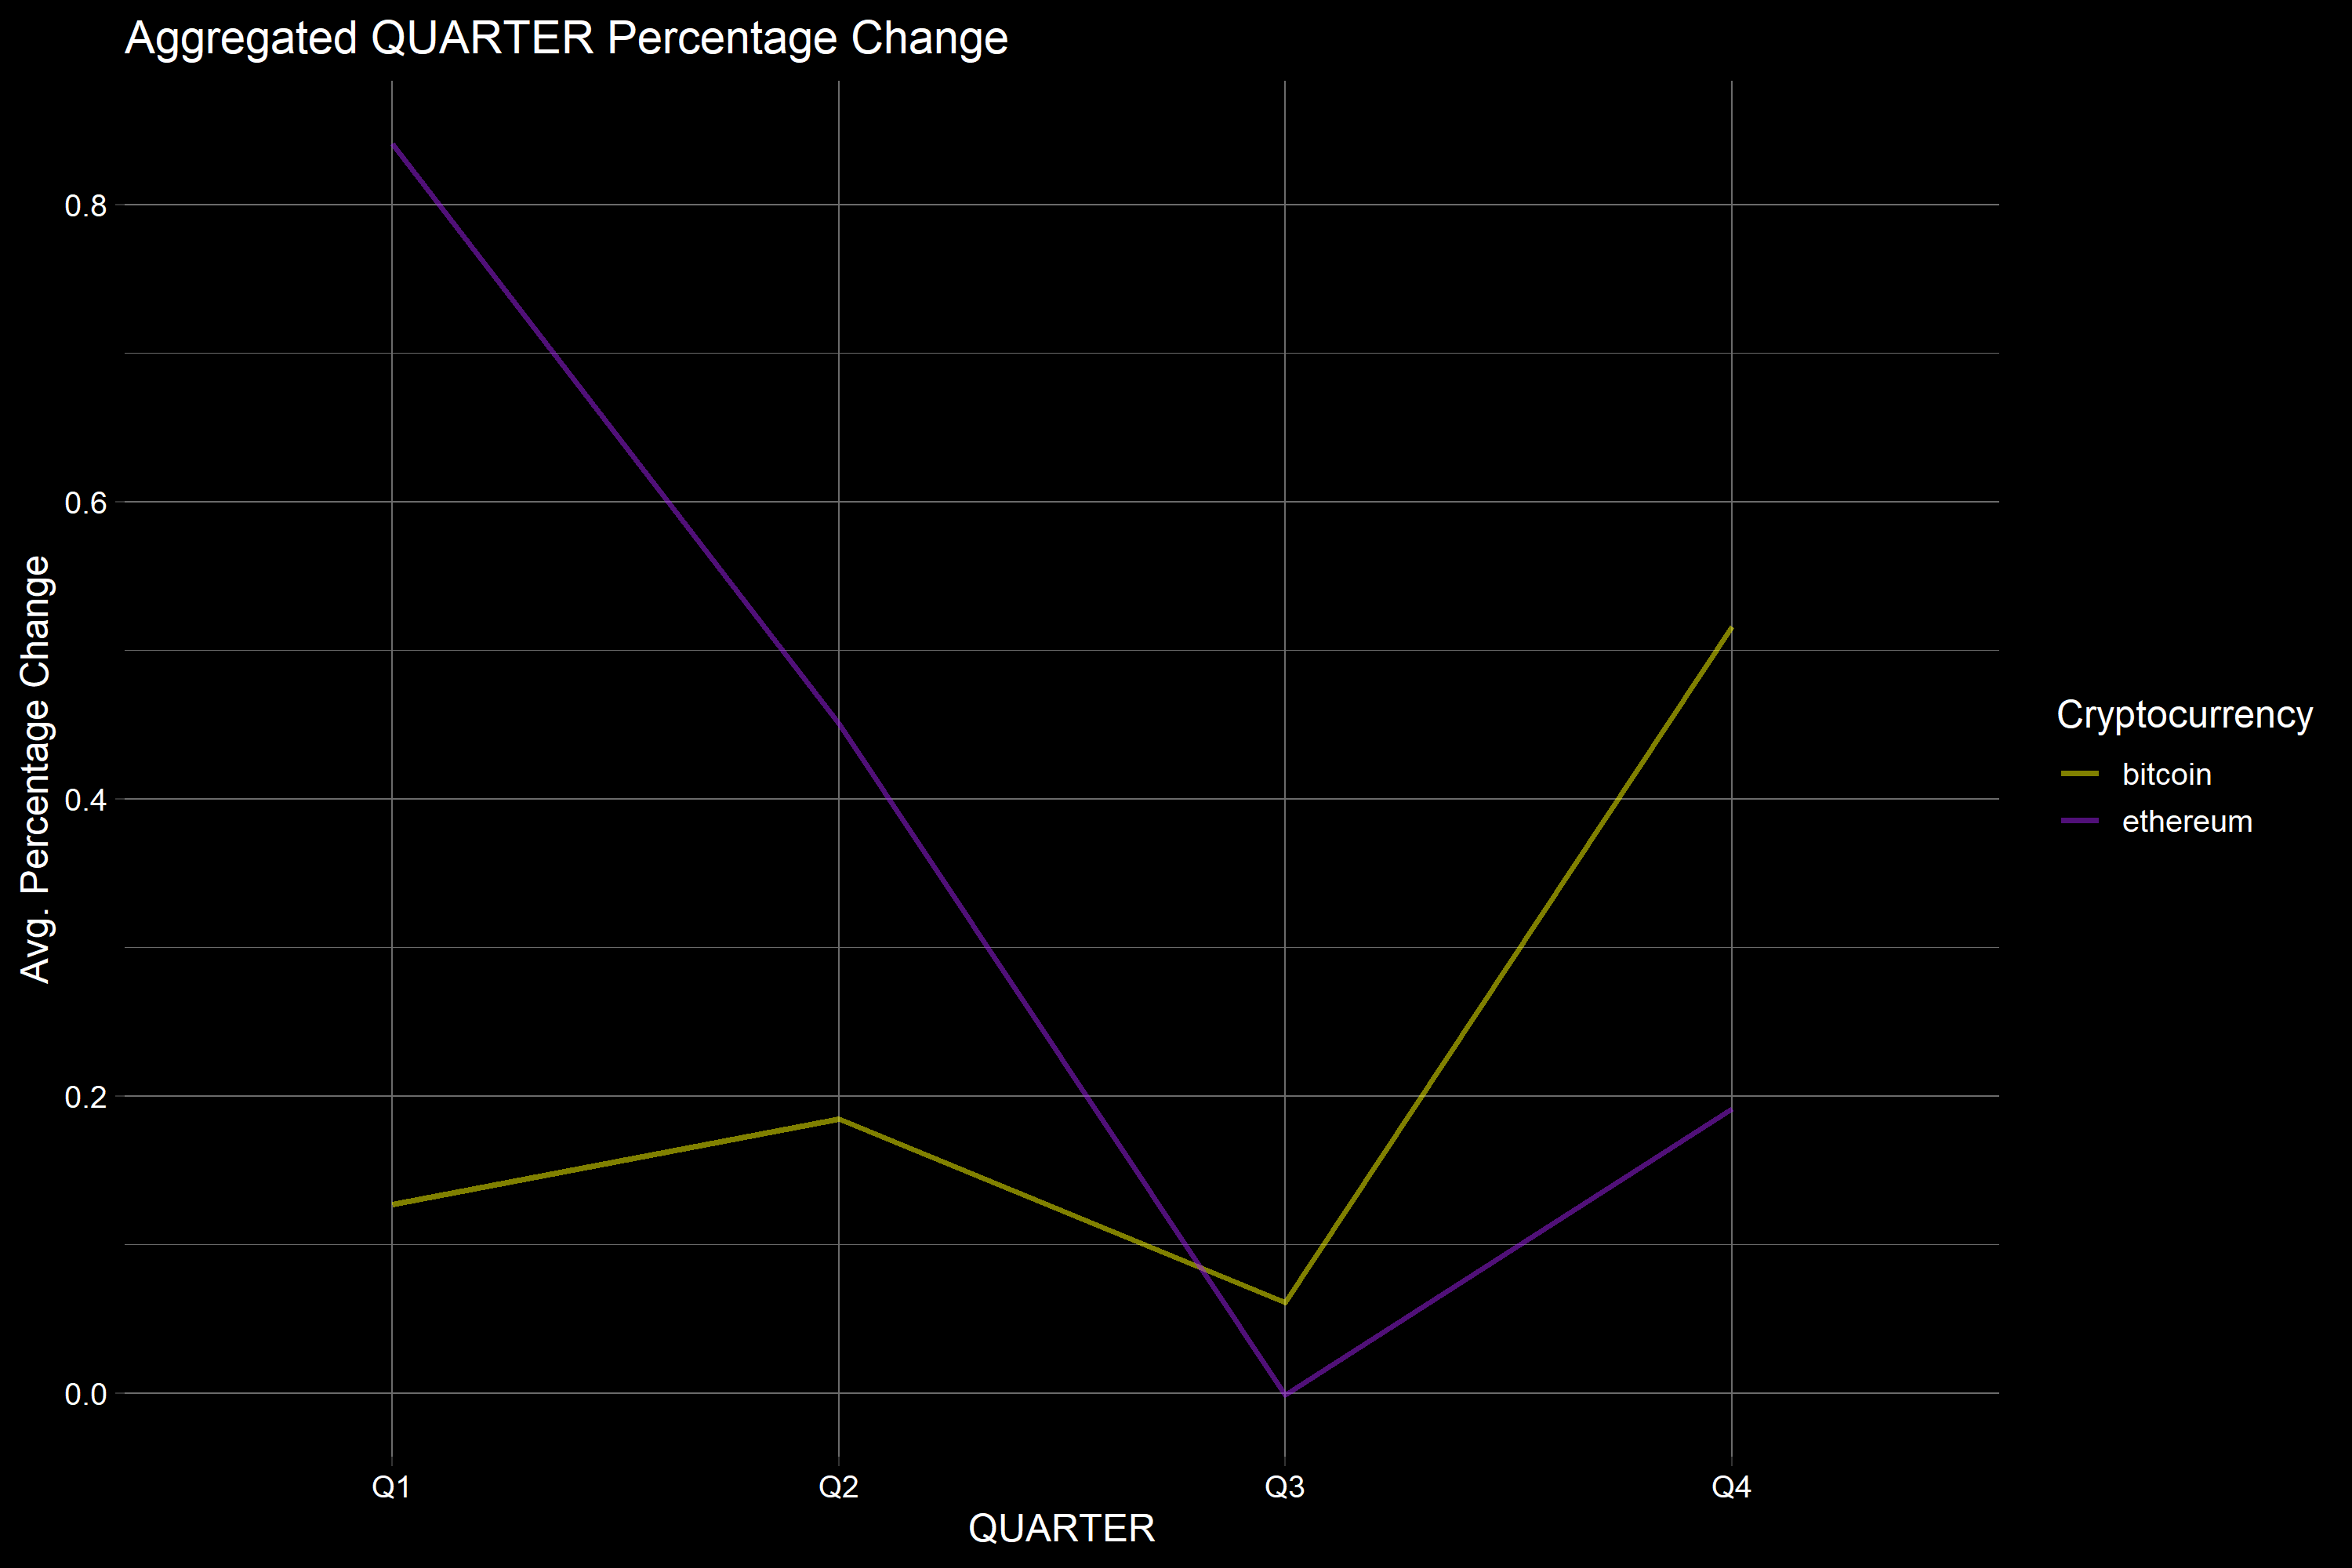 Aggregated QUARTER Percentage Change
Avg. Percentage Change
0.8
0.6
0.4
0.2
0.0
Q1
Q2
Q3
Q4
QUARTER
Cryptocurrency
bitcoin
ethereum